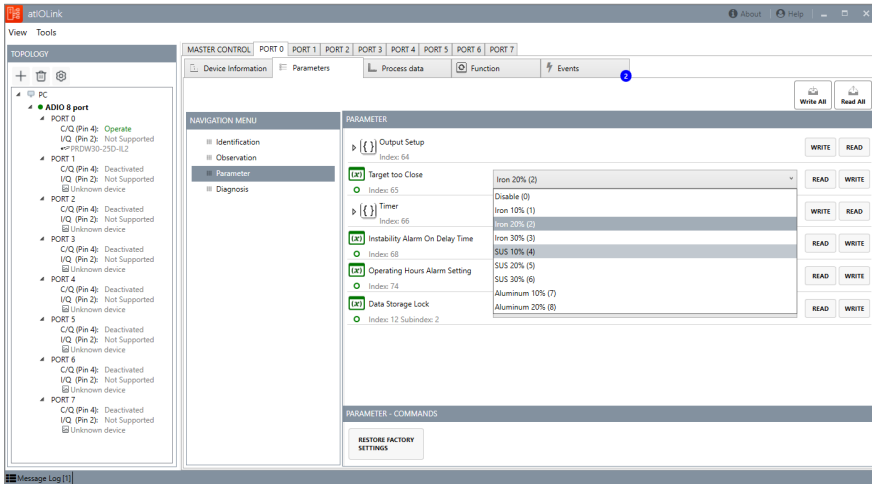 atIOLink
About
Help
View Tools
TOPOLOGY
PC
ADIO 8 port
PORT 0
C/Q (Pin 4): Operate
I/Q (Pin 2): Not Supported
PRDW30-25D-IL2
PORT 1
C/Q (Pin 4): Deactivated
I/Q (Pin 2): Not Supported
Unknown device
PORT 2
C/Q (Pin 4): Deactivated
I/Q (Pin 2): Not Supported
Unknown device
PORT 3
C/Q (Pin 4): Deactivated
I/Q (Pin 2): Not Supported
Unknown device
PORT 4
C/Q (Pin 4): Deactivated
I/Q (Pin 2): Not Supported
Unknown device
PORT 5
C/Q (Pin 4): Deactivated
I/Q (Pin 2): Not Supported
Unknown device
PORT 6
C/Q (Pin 4): Deactivated
I/Q (Pin 2): Not Supported
Unknown device
PORT 7
C/Q (Pin 4): Deactivated
I/Q (Pin 2): Not Supported
Unknown device
MASTER CONTROL PORT 0 PORT 1 PORT 2 PORT 3 PORT 4 PORT 5 PORT 6 PORT 7
Device Information Parameters Process data Function Events 2
Write All Read All
NAVIGATION MENU
Identification
Observation
Parameter
Diagnosis
PARAMETER
{ } Output Setup
Index: 64
WRITE READ
(x) Target too Close
Index: 65
Iron 20% (2)
READ WRITE
{ } Timer
Index: 66
WRITE READ
(x) Instability Alarm On Delay Time
Index: 68
READ WRITE
(x) Operating Hours Alarm Setting
Index: 74
READ WRITE
(x) Data Storage Lock
Index: 12 Subindex: 2
READ WRITE
Disable (0)
Iron 10% (1)
Iron 20% (2)
Iron 30% (3)
SUS 10% (4)
SUS 20% (5)
SUS 30% (6)
Aluminum 10% (7)
Aluminum 20% (8)
PARAMETER - COMMANDS
RESTORE FACTORY
SETTINGS
Message Log [1]